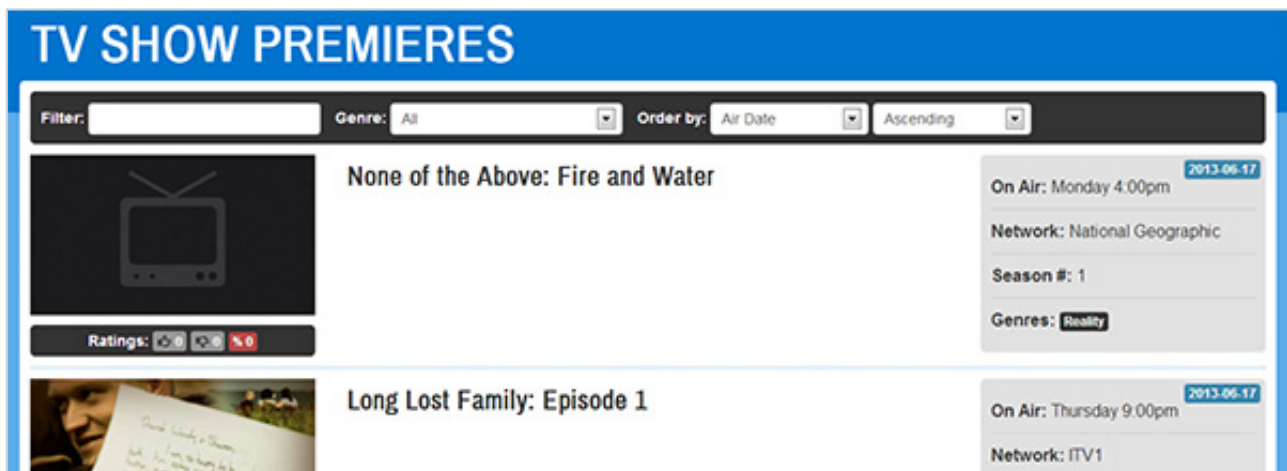 TV SHOW PREMIERES
Filter: Genre: All Order by: Air Date Ascending
None of the Above: Fire and Water
2013-06-17
On Air: Monday 4:00pm
Network: National Geographic
Season #: 1
Genres: Reality
Ratings: 0 0 % 0
Long Lost Family: Episode 1
2013-06-17
On Air: Thursday 9:00pm
Network: ITV1